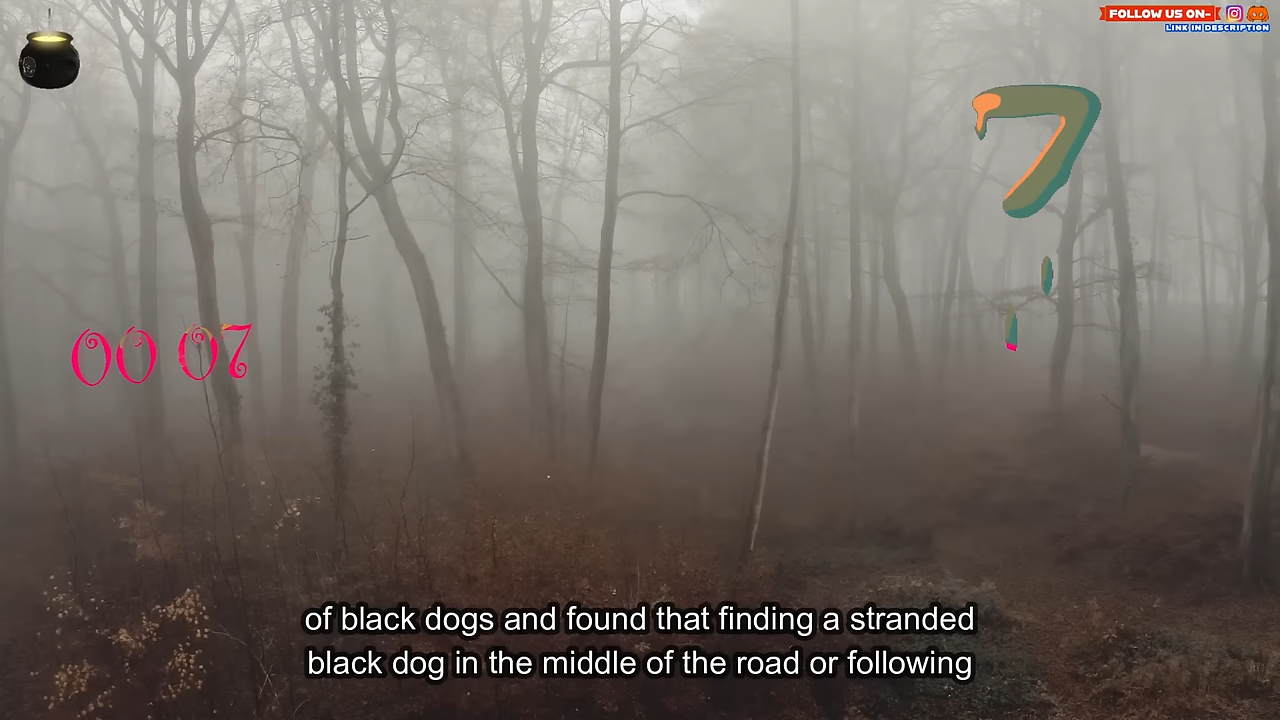 FOLLOW US ON-
LINK IN DESCRIPTION
7
00 07
of black dogs and found that finding a stranded
black dog in the middle of the road or following